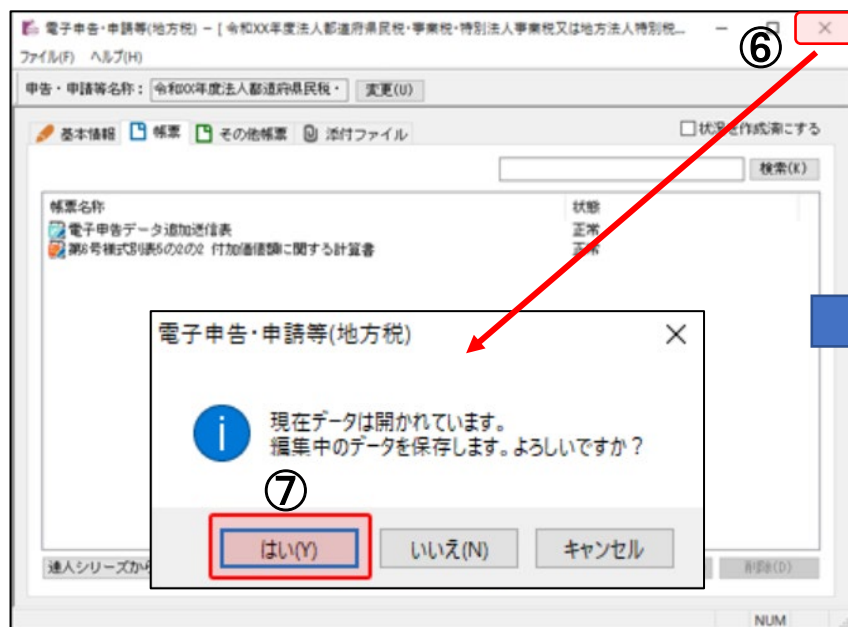 電子申告・申請等(地方税) － [ 令和XX年度法人都道府県民税・事業税・特別法人事業税又は地方法人特別税...
⑥
ファイル(F) ヘルプ(H)
申告・申請等名称： 令和XX年度法人都道府県民税・ 変更(U)
基本情報 帳票 その他帳票 添付ファイル 状況を作成済にする
検索(K)
帳票名称 状態
電子申告データ追加送信表 正常
第6号様式別表5の2の2 付加価値額に関する計算書 正常
電子申告・申請等(地方税)
現在データは開かれています。
編集中のデータを保存します。よろしいですか？
⑦
はい(Y) いいえ(N) キャンセル
達人シリーズから 削除(D)
NUM